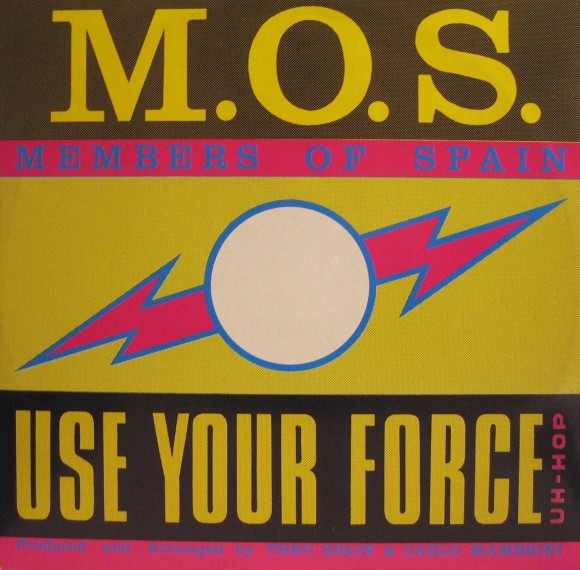 M.O.S.
MEMBERS OF SPAIN
USE YOUR FORCE
UH-HOP
Produced and Arranged by THEO SPAIN & CARLO MAMBRINI